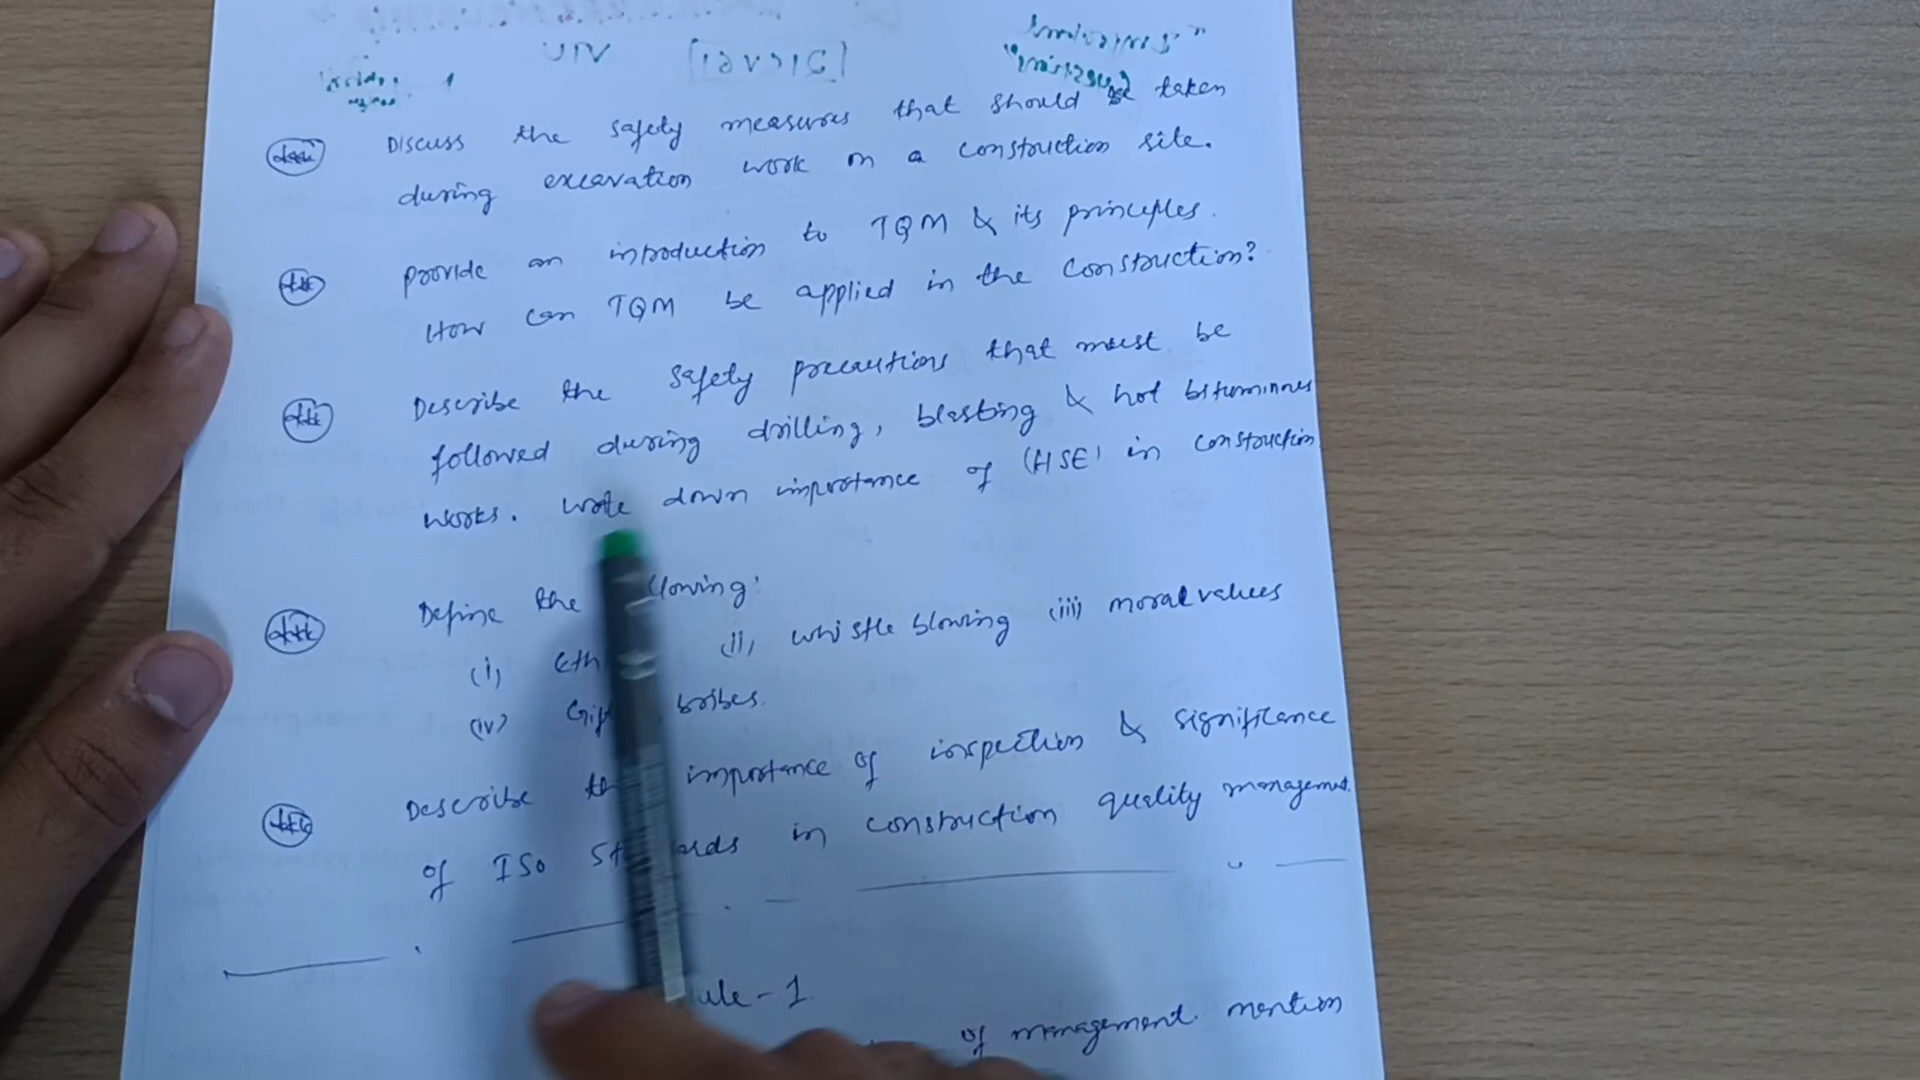 Discuss the safety measures that should be taken
during excavation work on a construction site.
provide an introduction to TQM & its principles.
How can TQM be applied in the construction?
Describe the safety precautions that must be
followed during drilling, blasting & hot bituminous
works. write down importance of (HSE) in construction
Define the
(i) (ii) whistle blowing (iii) moral values
(iv) bribes.
Describe importance of inspection & significance
of ISO in construction quality management.
1
of management. mention